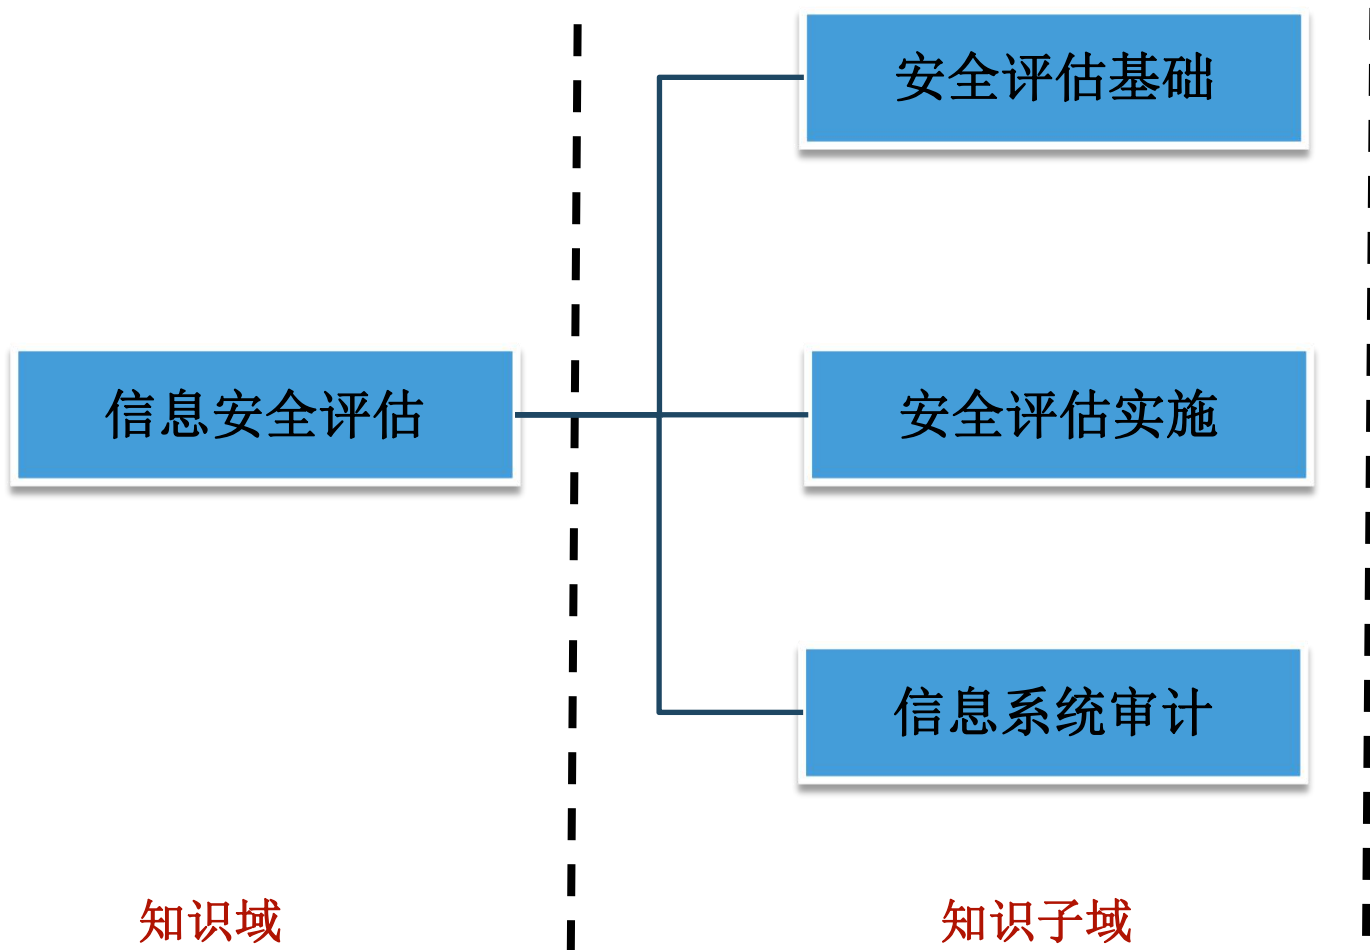 安全评估基础
信息安全评估
安全评估实施
信息系统审计
知识域
知识子域